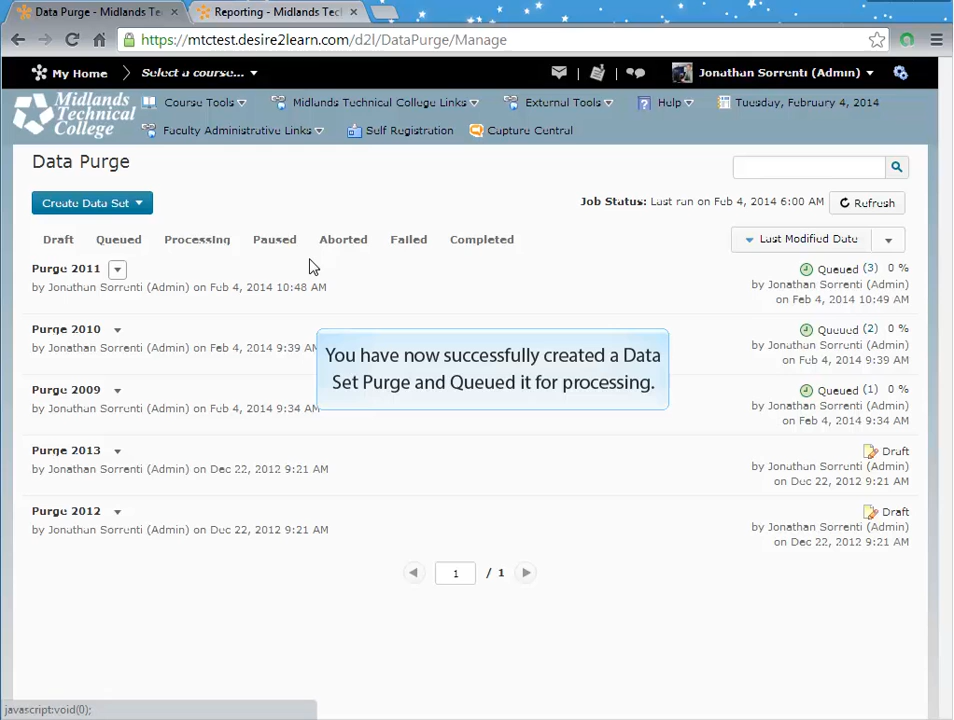 Data Purge - Midlands Te
Reporting - Midlands Tec
https://mtctest.desire2learn.com/d2l/DataPurge/Manage
My Home
Select a course...
Jonathan Sorrenti (Admin)
Midlands
Technical
College
Course Tools
Midlands Technical College Links
External Tools
Help
Tuesday, February 4, 2014
Faculty Administrative Links
Self Registration
Capture Central
Data Purge
Create Data Set
Job Status: Last run on Feb 4, 2014 6:00 AM
Refresh
Draft Queued Processing Paused Aborted Failed Completed
Last Modified Date
Purge 2011
Queued (3) 0 %
by Jonathan Sorrenti (Admin) on Feb 4, 2014 10:48 AM
by Jonathan Sorrenti (Admin)
on Feb 4, 2014 10:49 AM
Purge 2010
Queued (2) 0 %
by Jonathan Sorrenti (Admin) on Feb 4, 2014 9:39 AM
by Jonathan Sorrenti (Admin)
on Feb 4, 2014 9:39 AM
You have now successfully created a Data
Set Purge and Queued it for processing.
Purge 2009
Queued (1) 0 %
by Jonathan Sorrenti (Admin) on Feb 4, 2014 9:34 AM
by Jonathan Sorrenti (Admin)
on Feb 4, 2014 9:34 AM
Purge 2013
Draft
by Jonathan Sorrenti (Admin) on Dec 22, 2012 9:21 AM
by Jonathan Sorrenti (Admin)
on Dec 22, 2012 9:21 AM
Purge 2012
Draft
by Jonathan Sorrenti (Admin) on Dec 22, 2012 9:21 AM
by Jonathan Sorrenti (Admin)
on Dec 22, 2012 9:21 AM
1 / 1
javascript:void(0);